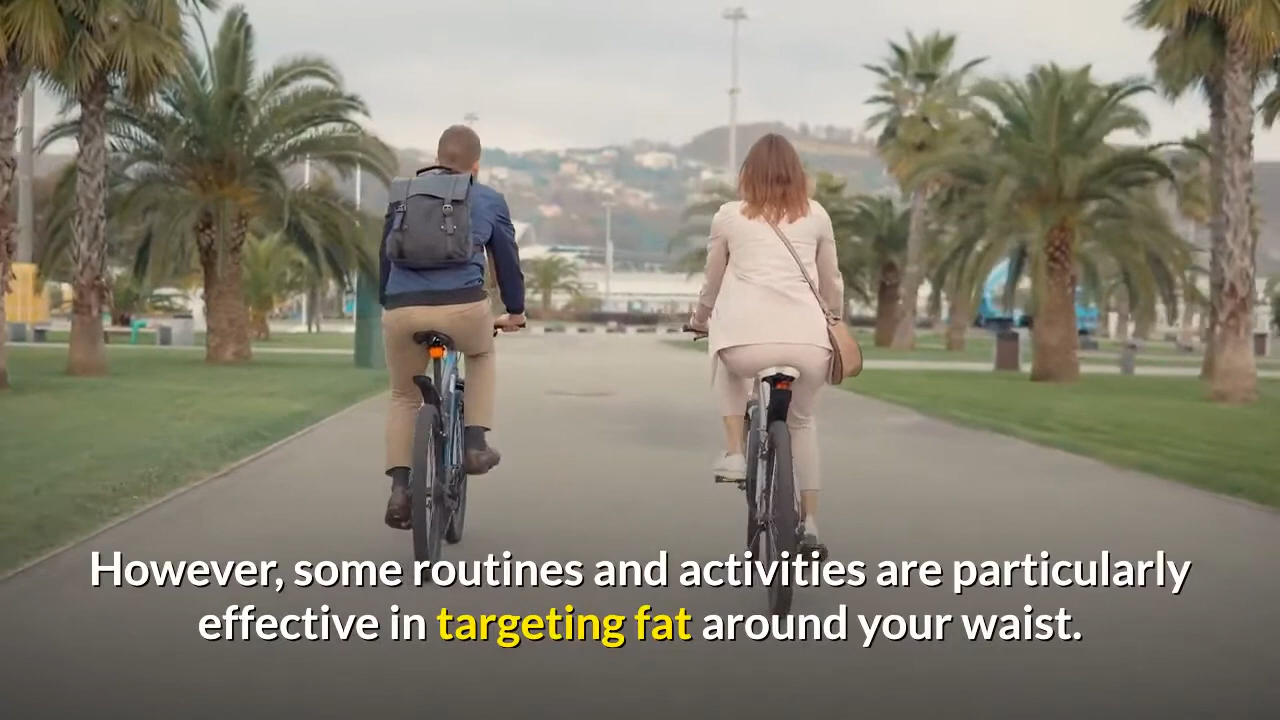 However, some routines and activities are particularly
effective in targeting fat around your waist.